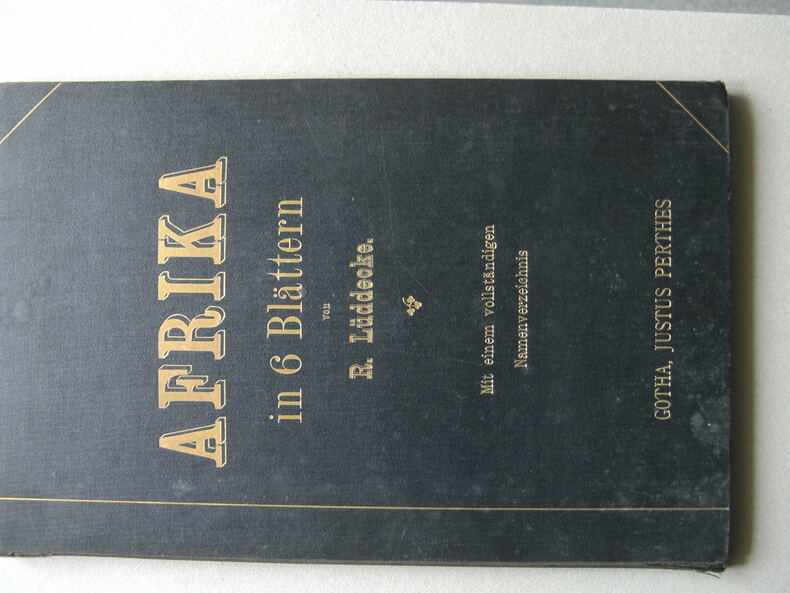 AFRIKA
in 6 Blättern
von
R. Lüddecke.
Mit einem vollständigen
Namenverzeichnis
GOTHA, JUSTUS PERTHES